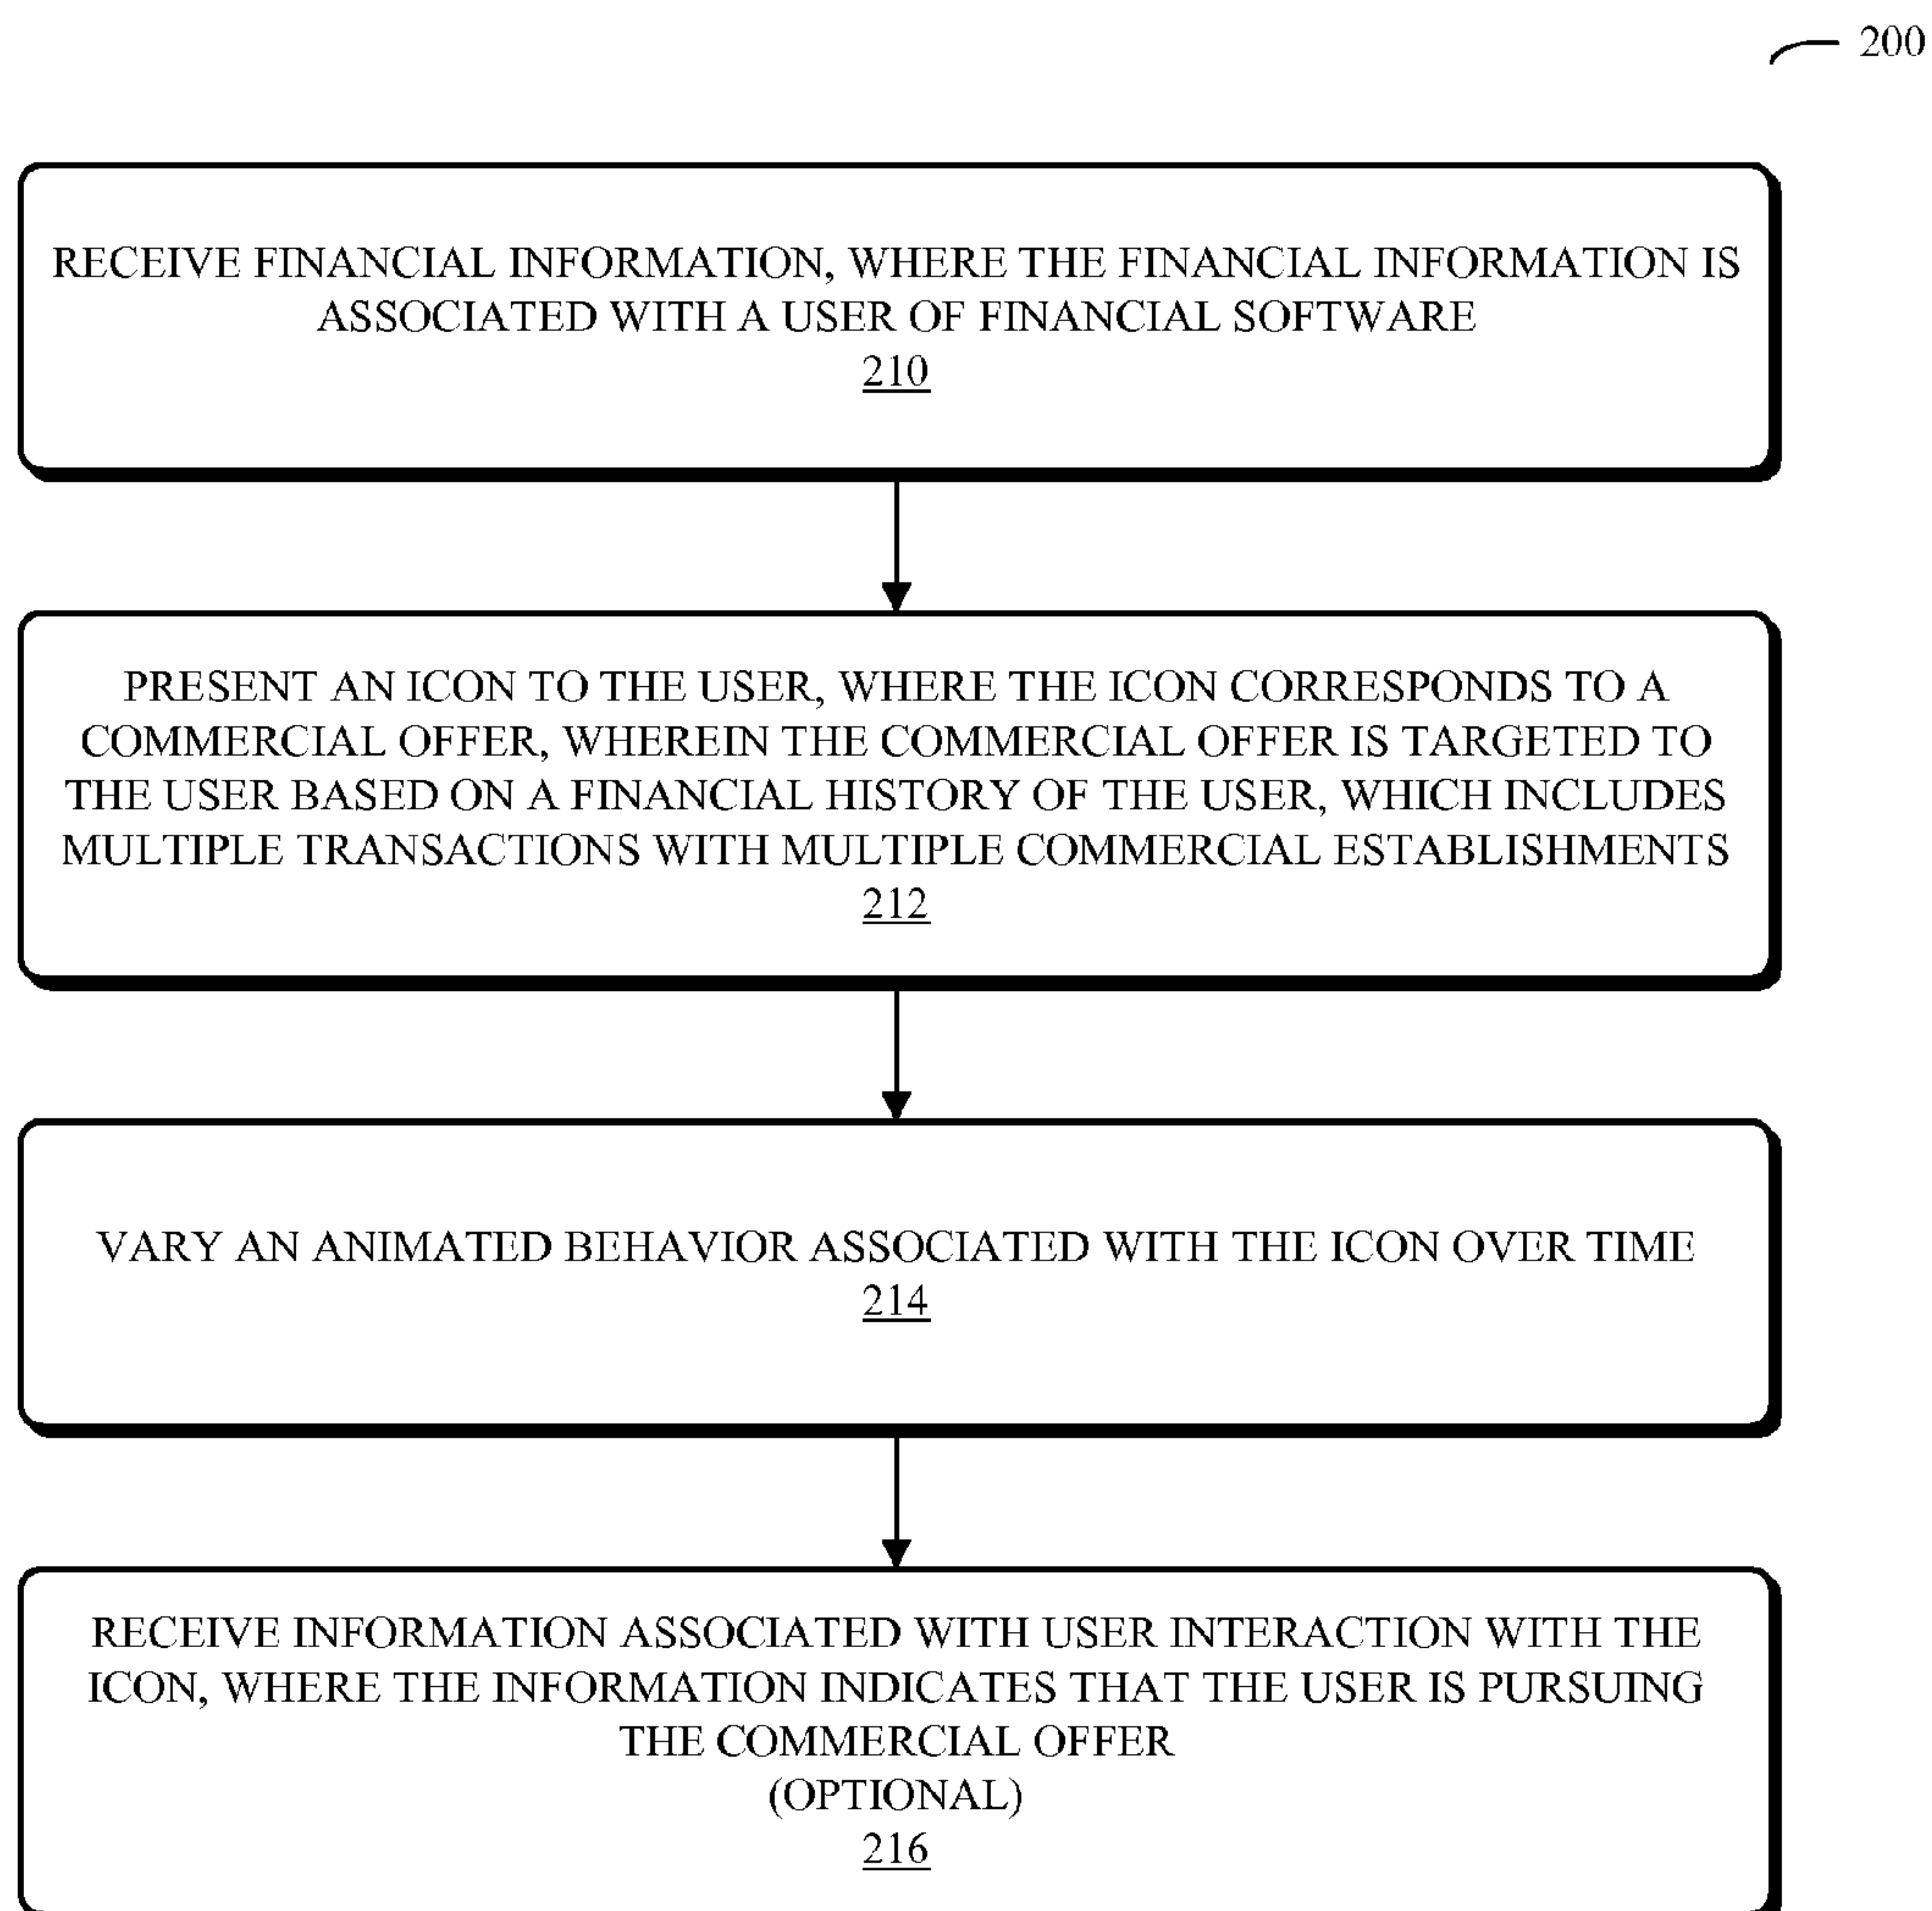 200
RECEIVE FINANCIAL INFORMATION, WHERE THE FINANCIAL INFORMATION IS
ASSOCIATED WITH A USER OF FINANCIAL SOFTWARE
210
PRESENT AN ICON TO THE USER, WHERE THE ICON CORRESPONDS TO A
COMMERCIAL OFFER, WHEREIN THE COMMERCIAL OFFER IS TARGETED TO
THE USER BASED ON A FINANCIAL HISTORY OF THE USER, WHICH INCLUDES
MULTIPLE TRANSACTIONS WITH MULTIPLE COMMERCIAL ESTABLISHMENTS
212
VARY AN ANIMATED BEHAVIOR ASSOCIATED WITH THE ICON OVER TIME
214
RECEIVE INFORMATION ASSOCIATED WITH USER INTERACTION WITH THE
ICON, WHERE THE INFORMATION INDICATES THAT THE USER IS PURSUING
THE COMMERCIAL OFFER
(OPTIONAL)
216